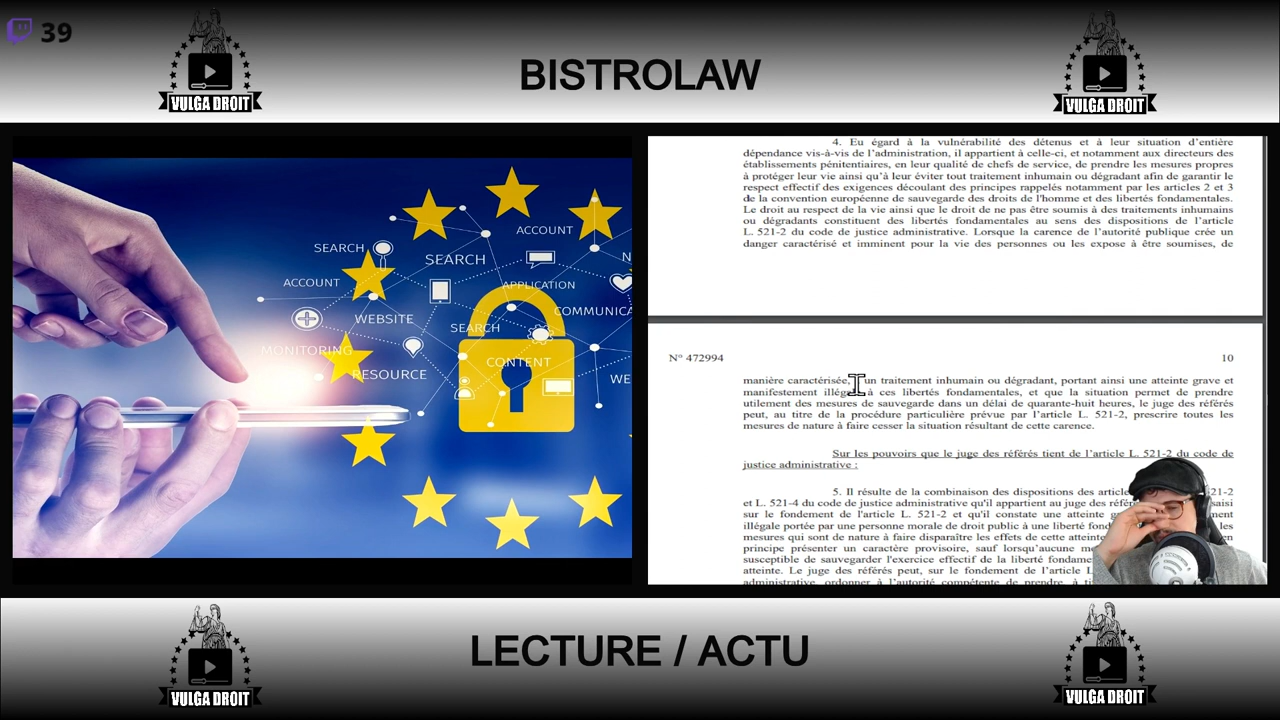 39
VULGA DROIT
BISTROLAW
VULGA DROIT
SEARCH
ACCOUNT
SEARCH
ACCOUNT
APPLICATION
COMMUNICA
WEBSITE
SEARCH
MONITORING
CONTENT
RESOURCE
WE
4. Eu égard à la vulnérabilité des détenus et à leur situation d'entière
dépendance vis-à-vis de l'administration, il appartient à celle-ci, et notamment aux directeurs des
établissements pénitentiaires, en leur qualité de chefs de service, de prendre les mesures propres
à protéger leur vie ainsi qu'à leur éviter tout traitement inhumain ou dégradant afin de garantir le
respect effectif des exigences découlant des principes rappelés notamment par les articles 2 et 3
de la convention européenne de sauvegarde des droits de l'homme et des libertés fondamentales.
Le droit au respect de la vie ainsi que le droit de ne pas être soumis à des traitements inhumains
ou dégradants constituent des libertés fondamentales au sens des dispositions de l'article
L. 521-2 du code de justice administrative. Lorsque la carence de l'autorité publique crée un
danger caractérisé et imminent pour la vie des personnes ou les expose à être soumises, de
N° 472994
10
manière caractérisée, un traitement inhumain ou dégradant, portant ainsi une atteinte grave et
manifestement illég à ces libertés fondamentales, et que la situation permet de prendre
utilement des mesures de sauvegarde dans un délai de quarante-huit heures, le juge des référés
peut, au titre de la procédure particulière prévue par l'article L. 521-2, prescrire toutes les
mesures de nature à faire cesser la situation résultant de cette carence.
Sur les pouvoirs que le juge des référés tient de l'article L. 521-2 du code de
justice administrative :
5. Il résulte de la combinaison des dispositions des article 21-2
et L. 521-4 du code de justice administrative qu'il appartient au juge des référ saisi
sur le fondement de l'article L. 521-2 et qu'il constate une atteinte g ment
illégale portée par une personne morale de droit public à une liberté fond les
mesures qui sont de nature à faire disparaître les effets de cette atteinte en
principe présenter un caractère provisoire, sauf lorsqu'aucune me
susceptible de sauvegarder l'exercice effectif de la liberté fondame
atteinte. Le juge des référés peut, sur le fondement de l'article L.
administrative, ordonner à l'autorité compétente de prendre, à ti
VULGA DROIT
LECTURE / ACTU
VULGA DROIT